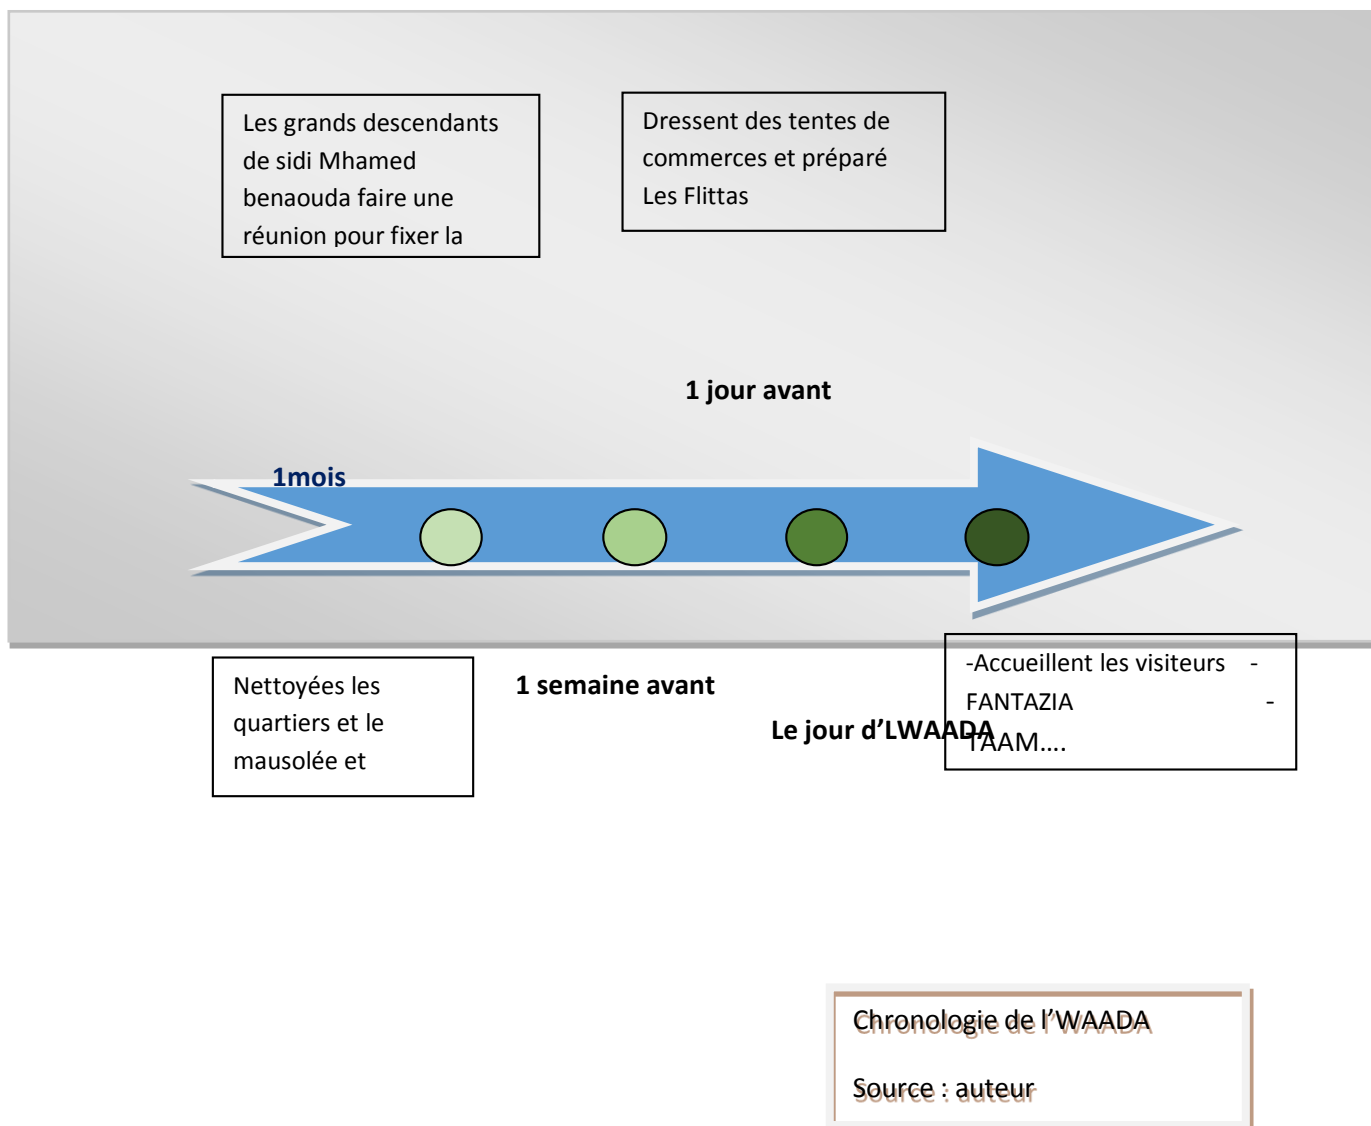 Les grands descendants
de sidi Mhamed
benaouda faire une
réunion pour fixer la
Dressent des tentes de
commerces et préparé
Les Flittas
1 jour avant
1mois
Nettoyées les
quartiers et le
mausolée et
1 semaine avant
Le jour d’LWAADA
-Accueillent les visiteurs -
FANTAZIA -
TAAM....
Chronologie de l’WAADA
Source : auteur